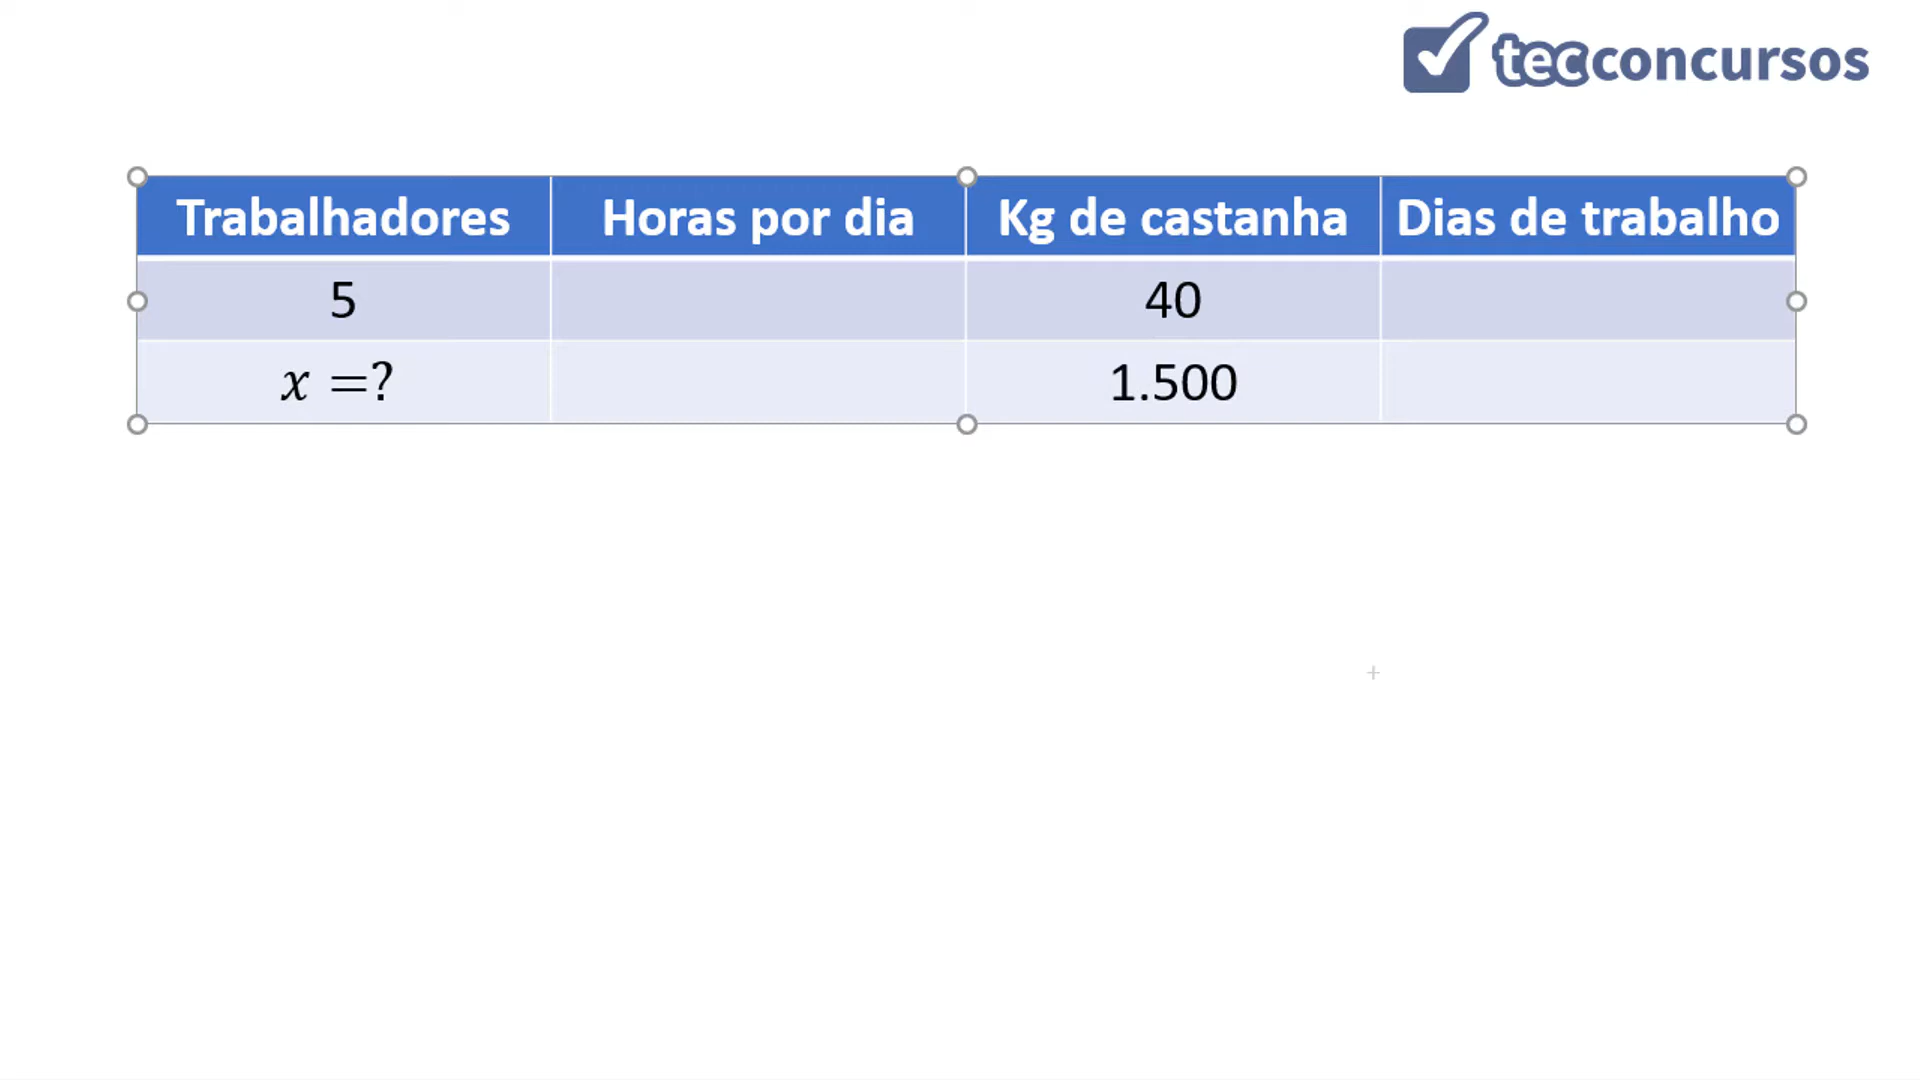 tecconcursos
Trabalhadores Horas por dia Kg de castanha Dias de trabalho
5 40
x =? 1.500